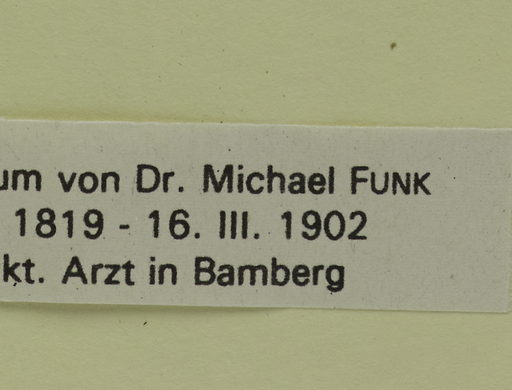 um von Dr. Michael FUNK
1819 - 16. III. 1902
kt. Arzt in Bamberg